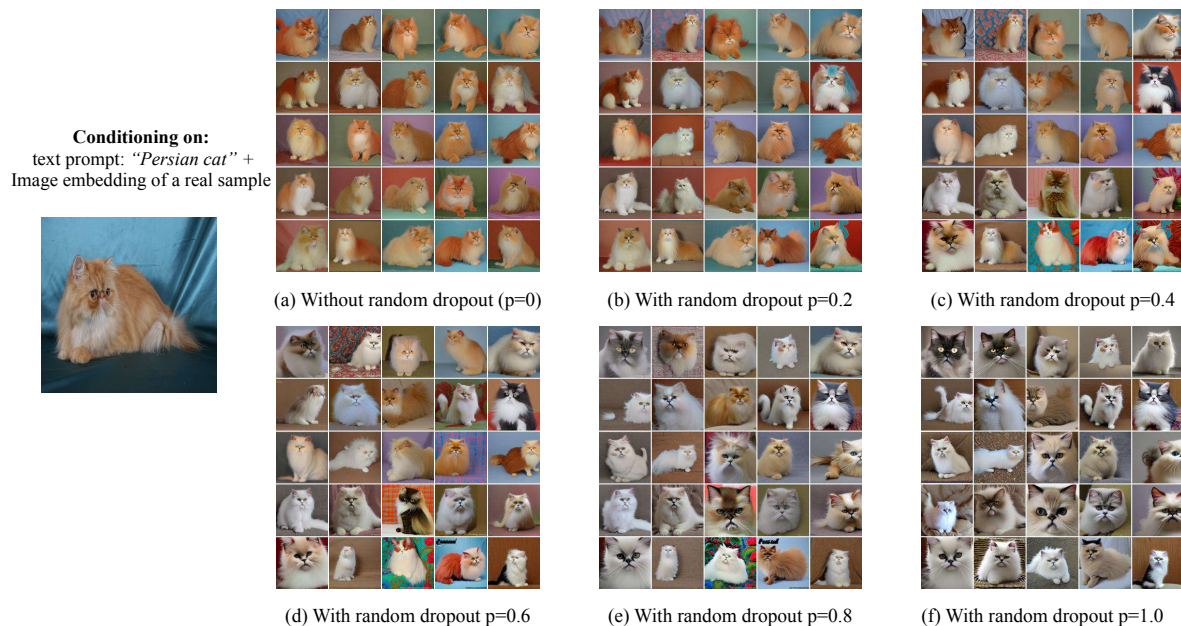 Conditioning on:
text prompt: “Persian cat” +
Image embedding of a real sample
(a) Without random dropout (p=0)
(b) With random dropout p=0.2
(c) With random dropout p=0.4
(d) With random dropout p=0.6
(e) With random dropout p=0.8
(f) With random dropout p=1.0